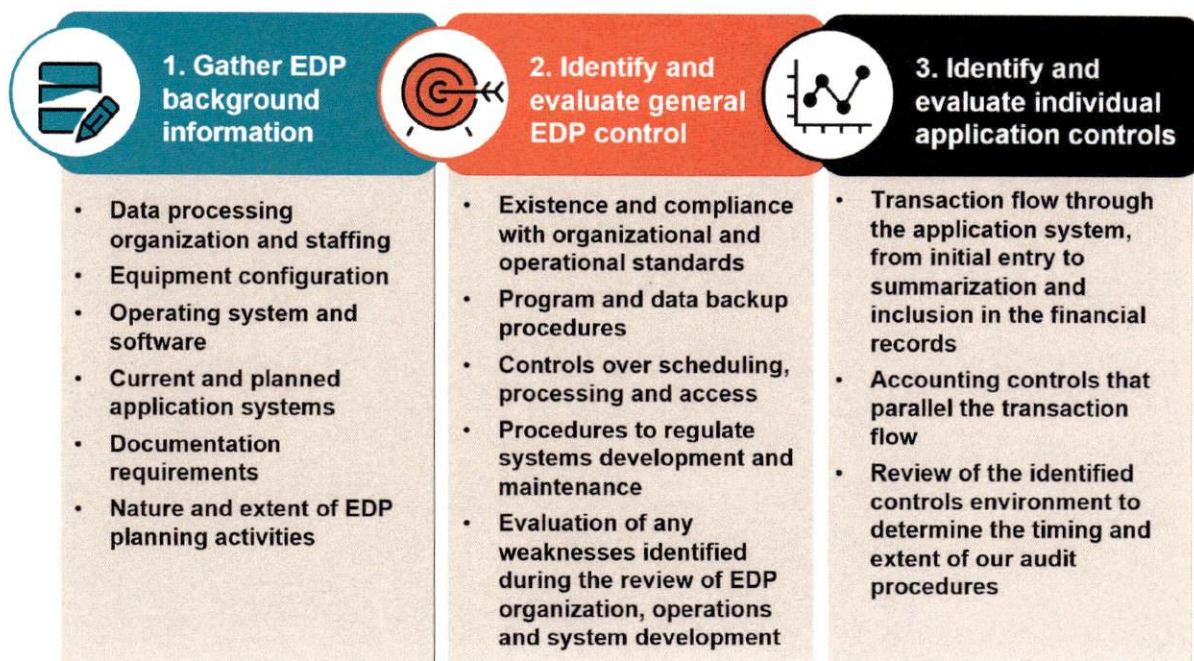 1. Gather EDP
background
information
• Data processing
organization and staffing
• Equipment configuration
• Operating system and
software
• Current and planned
application systems
• Documentation
requirements
• Nature and extent of EDP
planning activities
2. Identify and
evaluate general
EDP control
• Existence and compliance
with organizational and
operational standards
• Program and data backup
procedures
• Controls over scheduling,
processing and access
• Procedures to regulate
systems development and
maintenance
• Evaluation of any
weaknesses identified
during the review of EDP
organization, operations
and system development
3. Identify and
evaluate individual
application controls
• Transaction flow through
the application system,
from initial entry to
summarization and
inclusion in the financial
records
• Accounting controls that
parallel the transaction
flow
• Review of the identified
controls environment to
determine the timing and
extent of our audit
procedures